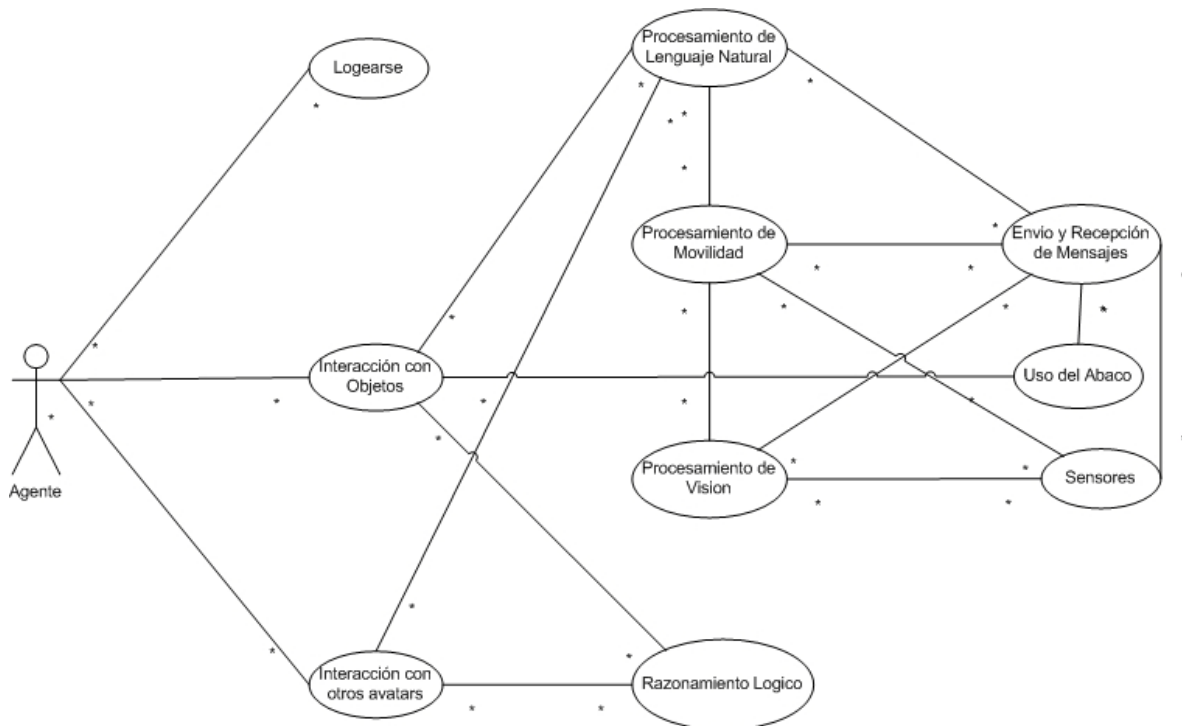 Procesamiento de
Lenguaje Natural
Logearse
Procesamiento de
Movilidad
Envio y Recepción
de Mensajes
Interacción con
Objetos
Uso del Abaco
Procesamiento de
Vision
Sensores
Agente
Interacción con
otros avatars
Razonamiento Logico